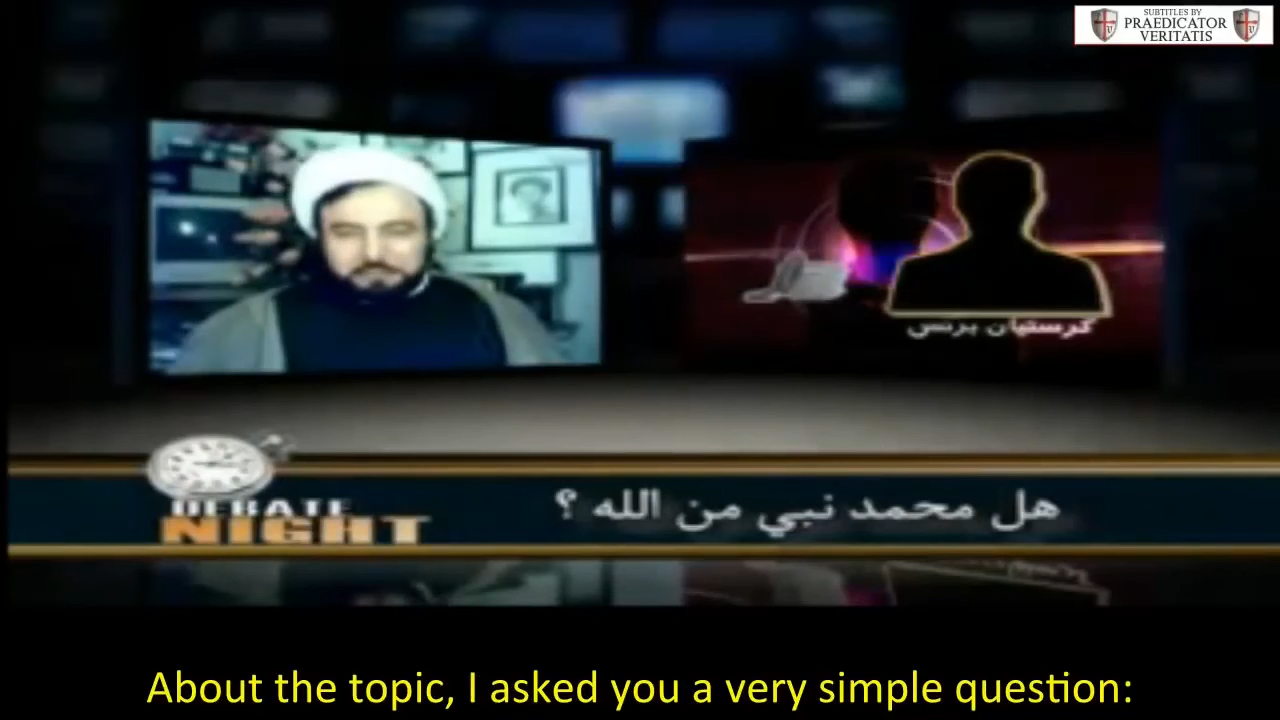 SUBTITLES BY
PRAEDICATOR
VERITATIS
كرستيان برنس
DEBATE
NIGHT
هل محمد نبي من الله ؟
About the topic, I asked you a very simple question: